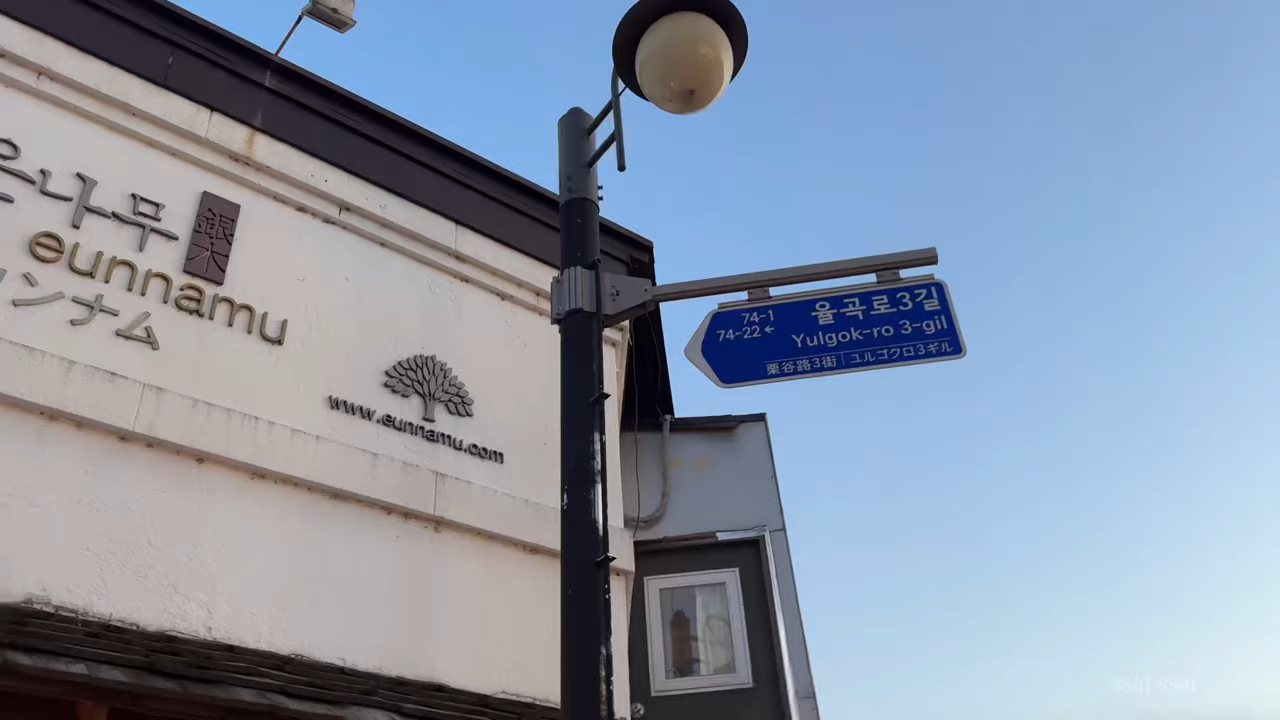 은나무
銀木
eunnamu
ンナム
www.eunnamu.com
74-1
74-22←
율곡로3길
Yulgok-ro 3-gil
栗谷路3街 | ユルゴクロ3ギル